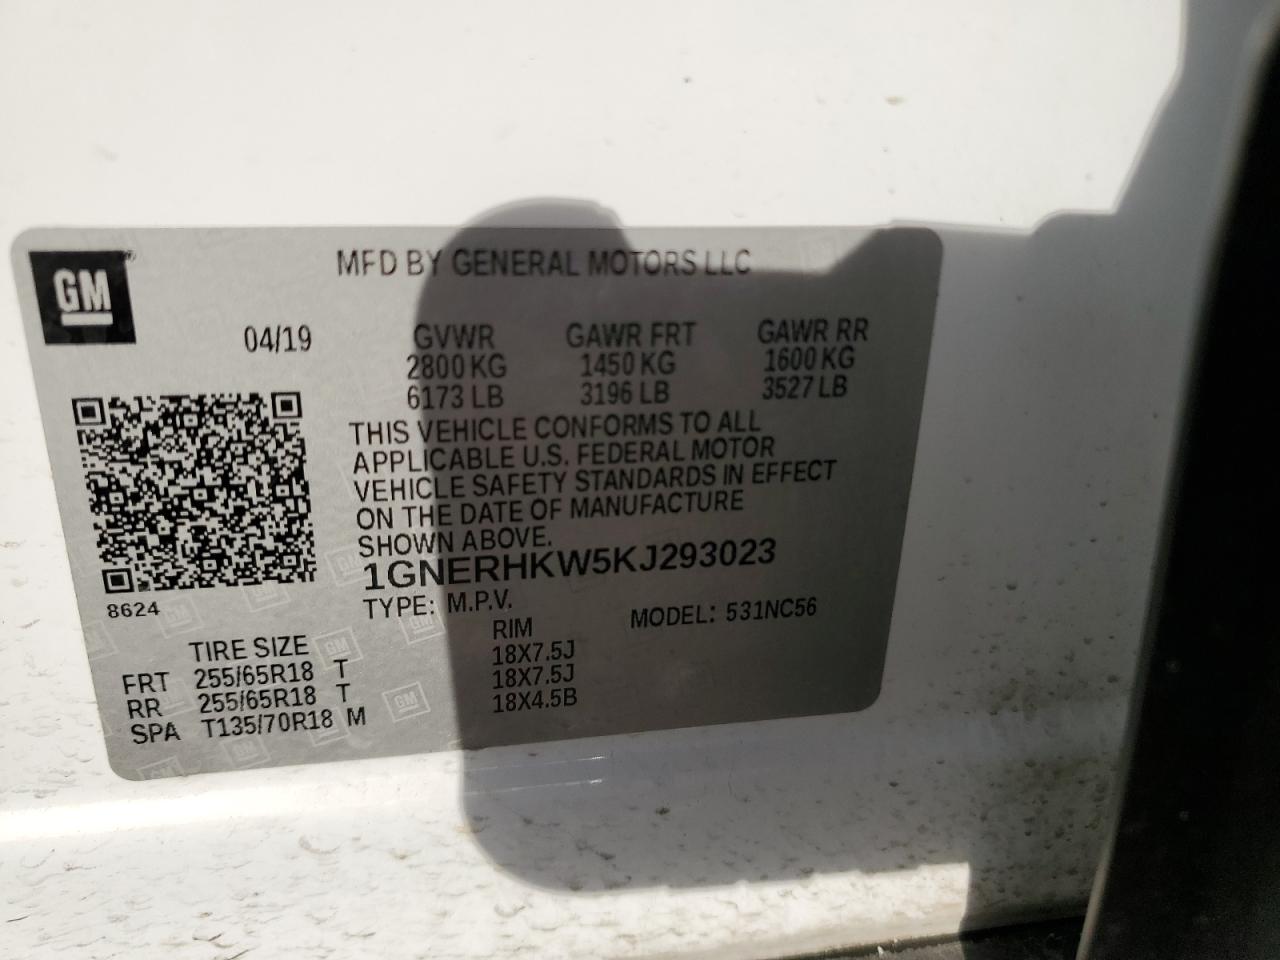 GM
MFD BY GENERAL MOTORS LLC
04/19
GVWR GAWR FRT GAWR RR
2800 KG 1450 KG 1600 KG
6173 LB 3196 LB 3527 LB
THIS VEHICLE CONFORMS TO ALL
APPLICABLE U.S. FEDERAL MOTOR
VEHICLE SAFETY STANDARDS IN EFFECT
ON THE DATE OF MANUFACTURE
SHOWN ABOVE.
1GNERHKW5KJ293023
8624
TYPE: M.P.V. MODEL: 531NC56
TIRE SIZE RIM
FRT 255/65R18 T 18X7.5J
RR 255/65R18 T 18X7.5J
SPA T135/70R18 M 18X4.5B